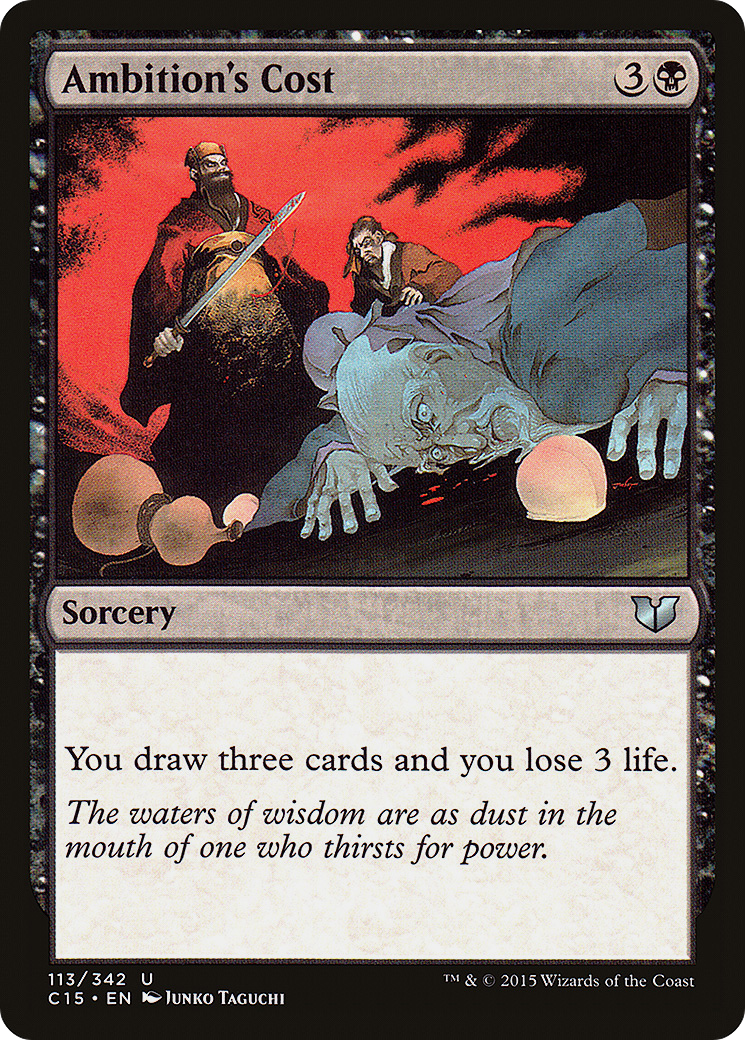 Ambition's Cost 3
Sorcery
You draw three cards and you lose 3 life.
The waters of wisdom are as dust in the
mouth of one who thirsts for power.
113/342 U
C15 • EN Junko Taguchi
™ & © 2015 Wizards of the Coast